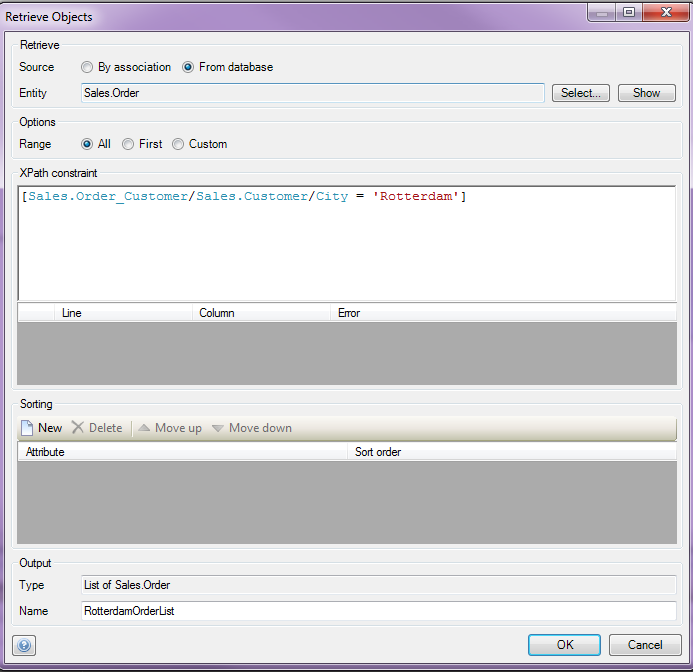 Retrieve Objects
Retrieve
Source By association From database
Entity Sales.Order Select... Show
Options
Range All First Custom
XPath constraint
[Sales.Order_Customer/Sales.Customer/City = 'Rotterdam']
Line Column Error
Sorting
New Delete Move up Move down
Attribute Sort order
Output
Type List of Sales.Order
Name RotterdamOrderList
? OK Cancel